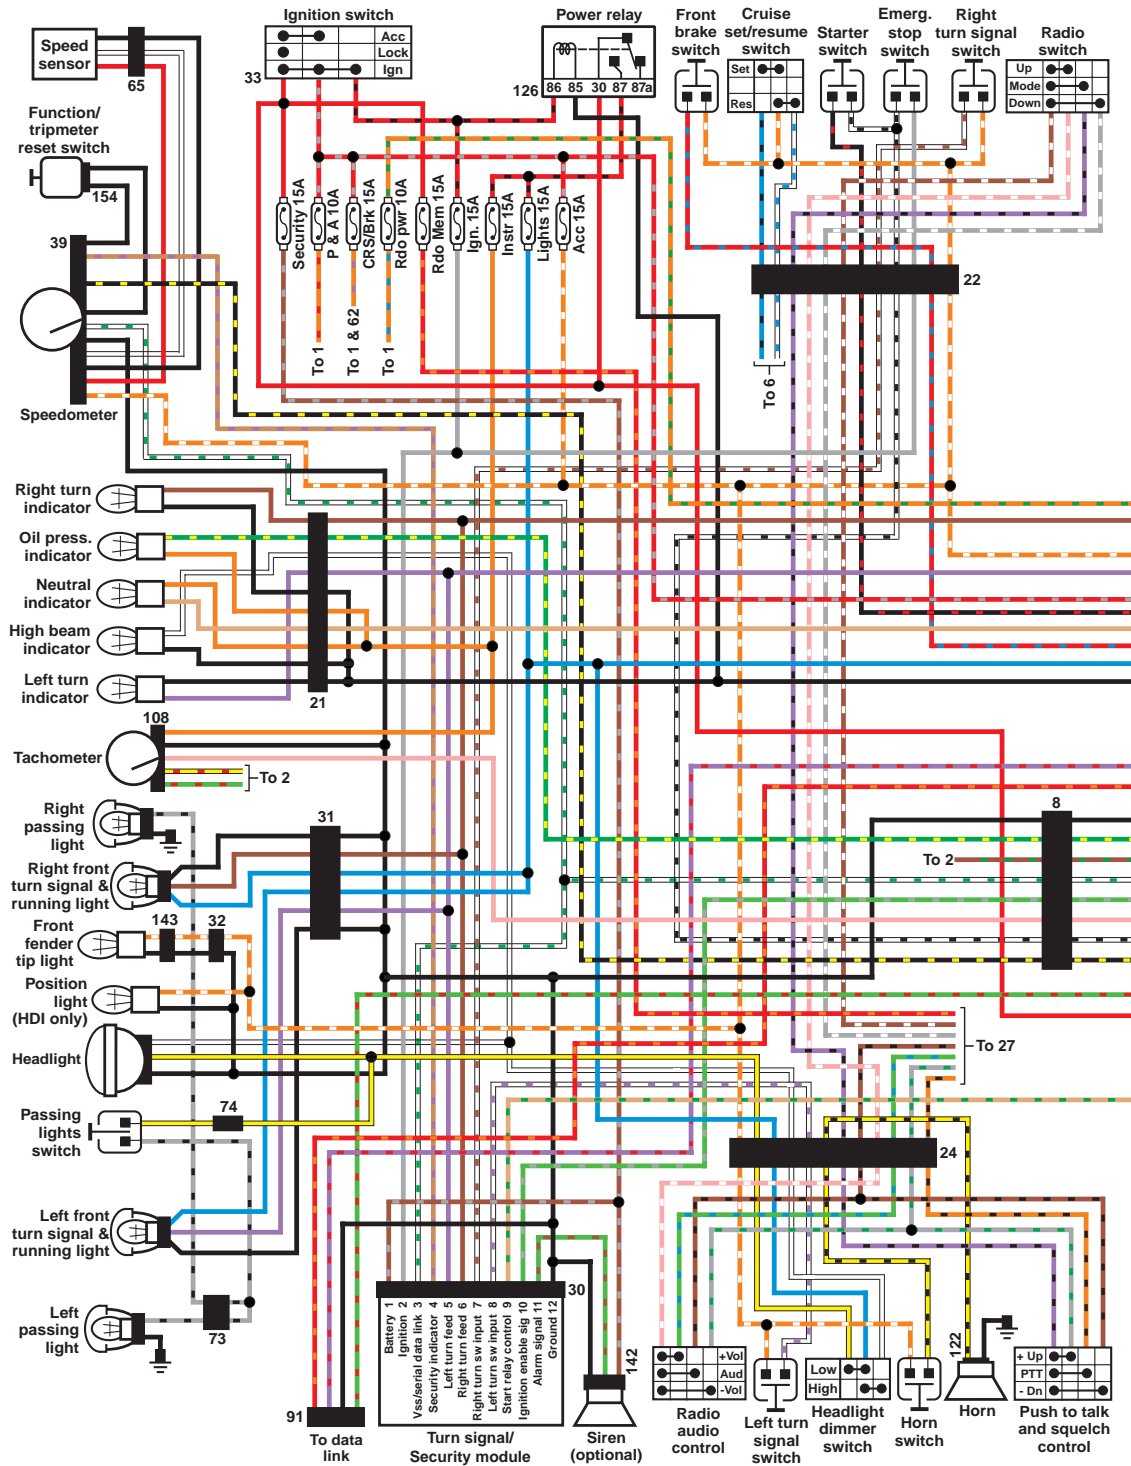 Ignition switch
Acc
Lock
Ign
33
Power relay
86 85 30 87 87a
126
Front
brake
switch
Cruise
set/resume
switch
Set
Res
Starter
switch
Emerg.
stop
switch
Right
turn signal
switch
Radio
switch
Up
Mode
Down
Speed
sensor
65
Function/
tripmeter
reset switch
154
39
Speedometer
Security 15A
P & A 10A
CRS/Brk 15A
Rdo pwr 10A
Rdo Mem 15A
Ign. 15A
Instr 15A
Lights 15A
Acc 15A
To 1
To 1 & 62
To 1
22
To 6
Right turn
indicator
Oil press.
indicator
Neutral
indicator
High beam
indicator
Left turn
indicator
21
108
Tachometer
To 2
Right
passing
light
31
Right front
turn signal &
running light
Front
fender
tip light
143
32
Position
light
(HDI only)
Headlight
Passing
lights
switch
74
Left front
turn signal &
running light
Left
passing
light
73
8
To 2
To 27
24
91
To data
link
30
Battery 1
Ignition 2
Vss/serial data link 3
Security indicator 4
Left turn feed 5
Right turn feed 6
Right turn sw input 7
Left turn sw input 8
Start relay control 9
Ignition enable sig 10
Alarm signal 11
Ground 12
Turn signal/
Security module
142
Siren
(optional)
+Vol
Aud
-Vol
Radio
audio
control
Left turn
signal
switch
Low
High
Headlight
dimmer
switch
Horn
switch
122
Horn
+ Up
PTT
- Dn
Push to talk
and squelch
control